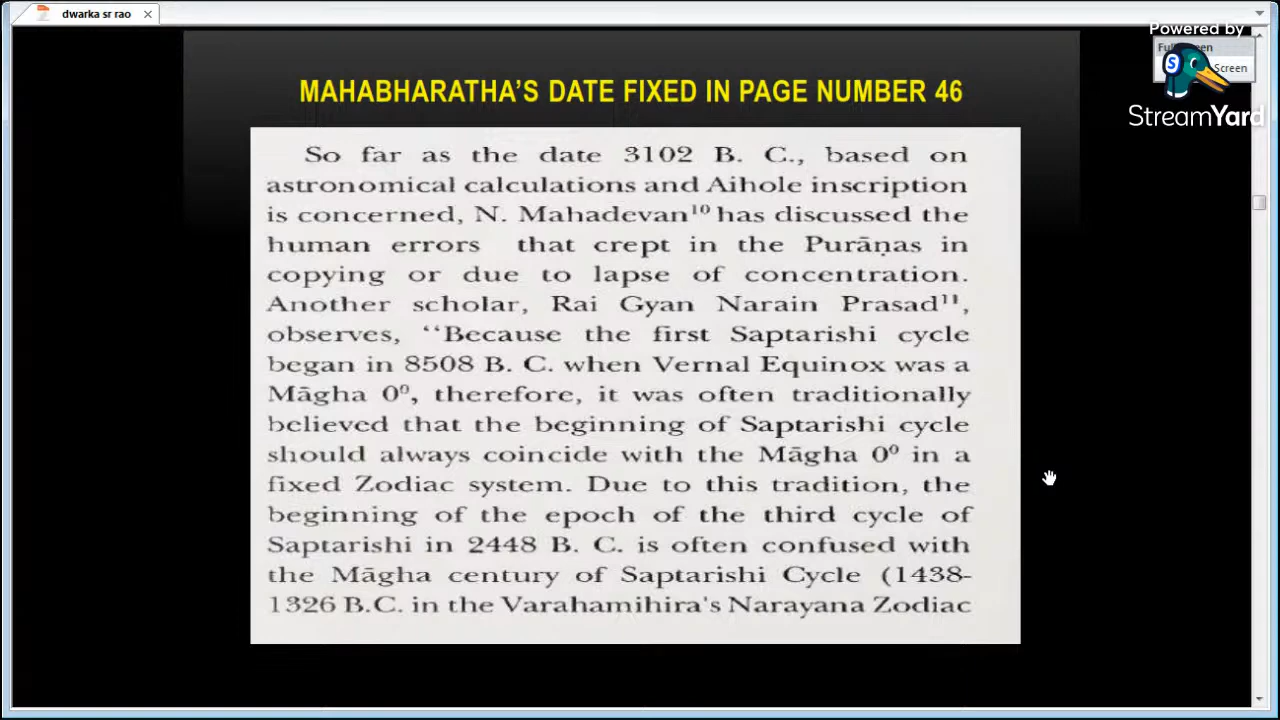 dwarka sr rao
Powered by
StreamYard
Screen
MAHABHARATHA'S DATE FIXED IN PAGE NUMBER 46
So far as the date 3102 B. C., based on
astronomical calculations and Aihole inscription
is concerned, N. Mahadevan¹⁰ has discussed the
human errors that crept in the Purāṇas in
copying or due to lapse of concentration.
Another scholar, Rai Gyan Narain Prasad¹¹,
observes, “Because the first Saptarishi cycle
began in 8508 B. C. when Vernal Equinox was a
Māgha 0⁰, therefore, it was often traditionally
believed that the beginning of Saptarishi cycle
should always coincide with the Māgha 0⁰ in a
fixed Zodiac system. Due to this tradition, the
beginning of the epoch of the third cycle of
Saptarishi in 2448 B. C. is often confused with
the Māgha century of Saptarishi Cycle (1438-
1326 B.C. in the Varahamihira's Narayana Zodiac